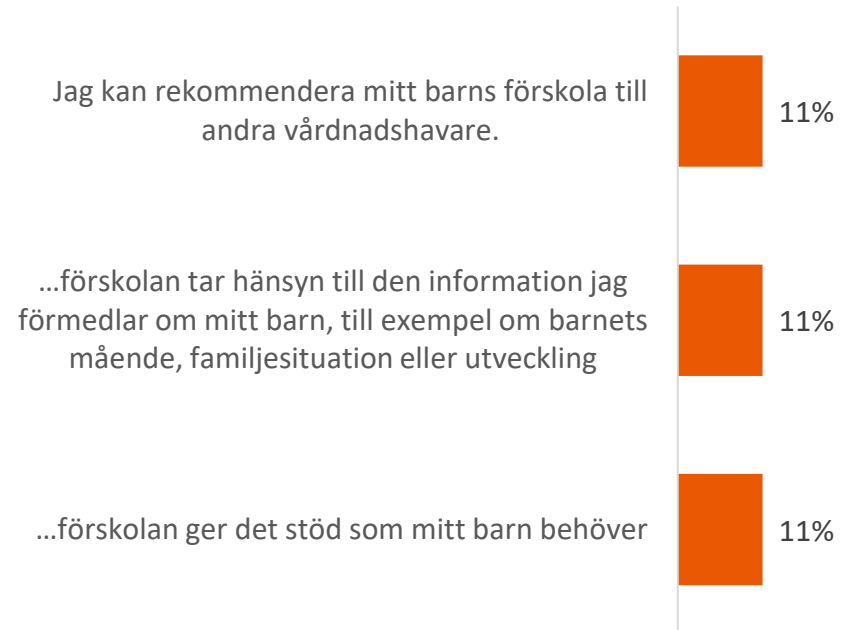 Jag kan rekommendera mitt barns förskola till
andra vårdnadshavare.
11%
…förskolan tar hänsyn till den information jag
förmedlar om mitt barn, till exempel om barnets
mående, familjesituation eller utveckling
11%
…förskolan ger det stöd som mitt barn behöver
11%